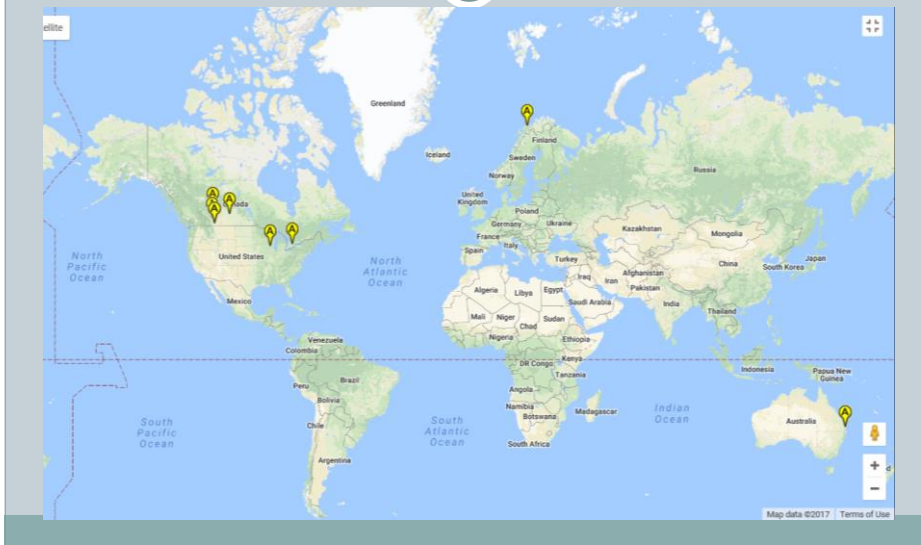 ellite
Greenland
Iceland
Finland
Sweden
Norway
Russia
United
Kingdom
Poland
Germany
Ukraine
France
Italy
Spain
Turkey
Kazakhstan
Mongolia
China
Japan
South Korea
Iraq
Iran
Afghanistan
Pakistan
India
Thailand
Saudi Arabia
Egypt
Libya
Algeria
Mali
Niger
Chad
Sudan
Nigeria
Ethiopia
Kenya
DR Congo
Tanzania
Angola
Namibia
Botswana
Madagascar
South Africa
Indonesia
Papua New
Guinea
Australia
A
A
A
A
A
A
A
A
ada
United States
Mexico
Venezuela
Colombia
Brazil
Peru
Bolivia
Chile
Argentina
North
Pacific
Ocean
North
Atlantic
Ocean
South
Pacific
Ocean
South
Atlantic
Ocean
Indian
Ocean
+
−
d
Map data ©2017 Terms of Use